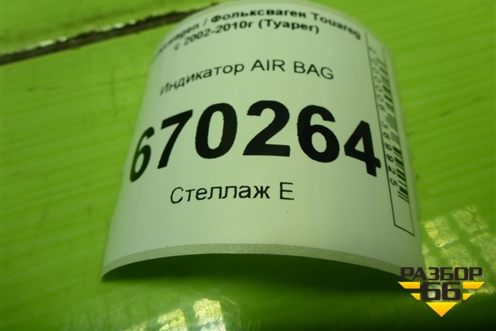 Фольксваген Touareg
с 2002-2010г (Туарег)
Индикатор AIR BAG
670264
Стеллаж Е
РАЗБОР
66